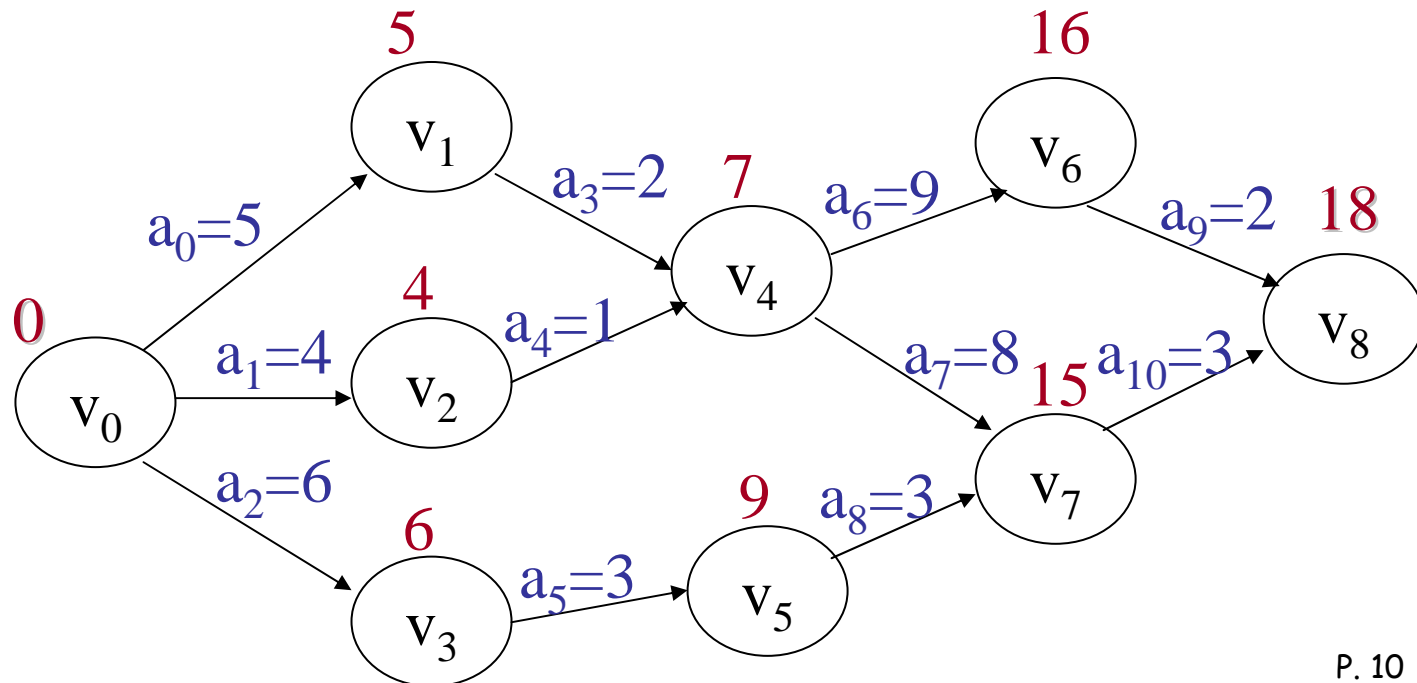 5
16
v₁
v₆
a₃=2
7
a₆=9
a₉=2
18
a₀=5
v₄
0
4
a₄=1
v₈
a₁=4
a₇=8
a₁₀=3
v₀
v₂
15
a₂=6
9
a₈=3
v₇
6
a₅=3
v₅
v₃
P. 10